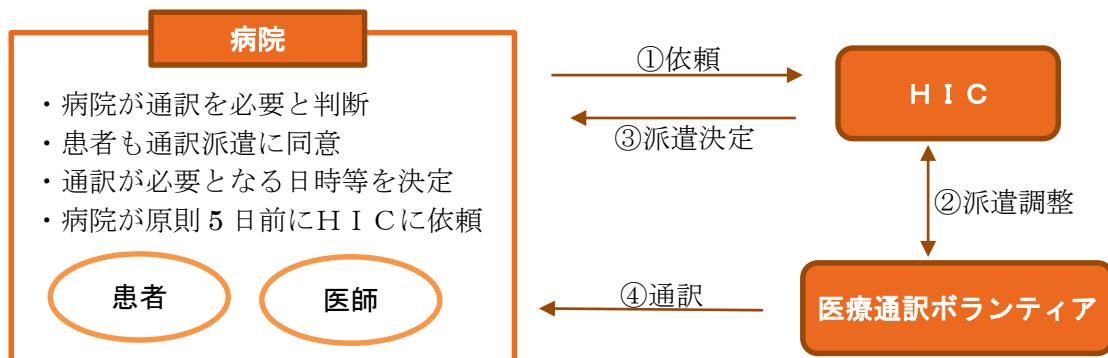 病院
・病院が通訳を必要と判断
・患者も通訳派遣に同意
・通訳が必要となる日時等を決定
・病院が原則５日前にＨＩＣに依頼
患者
医師
①依頼
③派遣決定
ＨＩＣ
②派遣調整
④通訳
医療通訳ボランティア